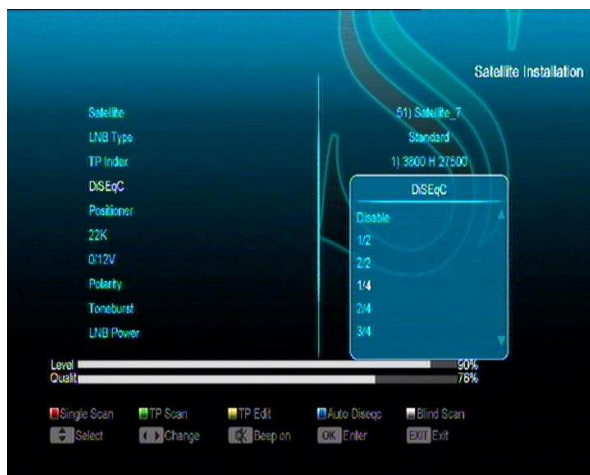 Satellite Installation
Satellite 51) Satellite_7
LNB Type Standard
TP Index 1) 3800 H 27500
DiSEqC
Positioner
22K
0/12V
Polarity
Toneburst
LNB Power
DiSEqC
Disable
1/2
2/2
1/4
2/4
3/4
Level 90%
Qualit 76%
Single Scan TP Scan TP Edit Auto Diseqc Blind Scan
Select Change Beep on OK Enter EXIT Exit